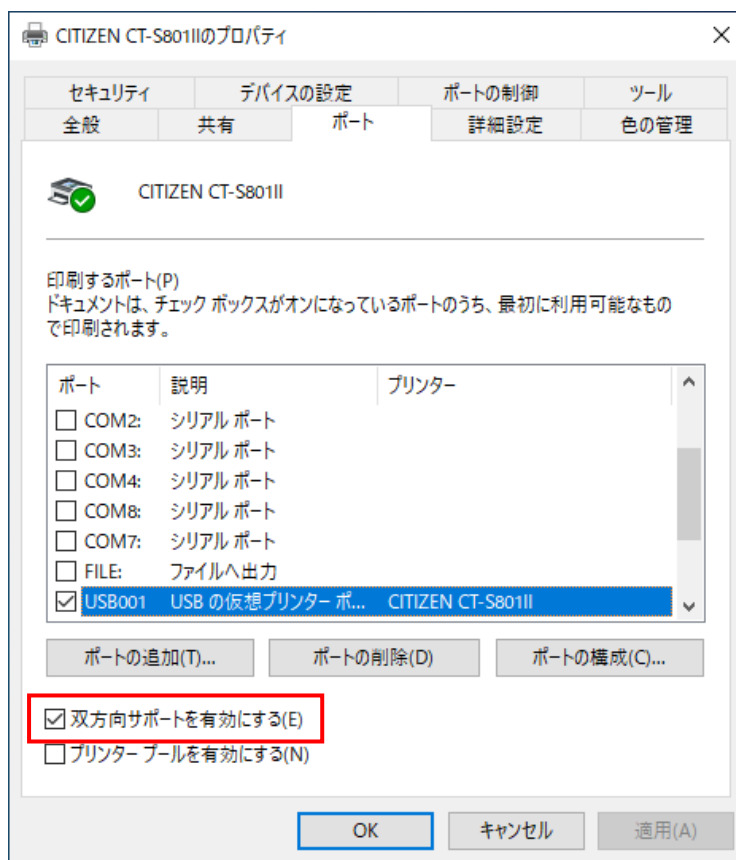 CITIZEN CT-S801IIのプロパティ
セキュリティ デバイスの設定 ポートの制御 ツール
全般 共有 ポート 詳細設定 色の管理
CITIZEN CT-S801II
印刷するポート(P)
ドキュメントは、チェック ボックスがオンになっているポートのうち、最初に利用可能なもの
で印刷されます。
ポート 説明 プリンター
COM2: シリアル ポート
COM3: シリアル ポート
COM4: シリアル ポート
COM8: シリアル ポート
COM7: シリアル ポート
FILE: ファイルへ出力
USB001 USB の仮想プリンター ポ... CITIZEN CT-S801II
ポートの追加(T)... ポートの削除(D) ポートの構成(C)...
双方向サポートを有効にする(E)
プリンター プールを有効にする(N)
OK キャンセル 適用(A)